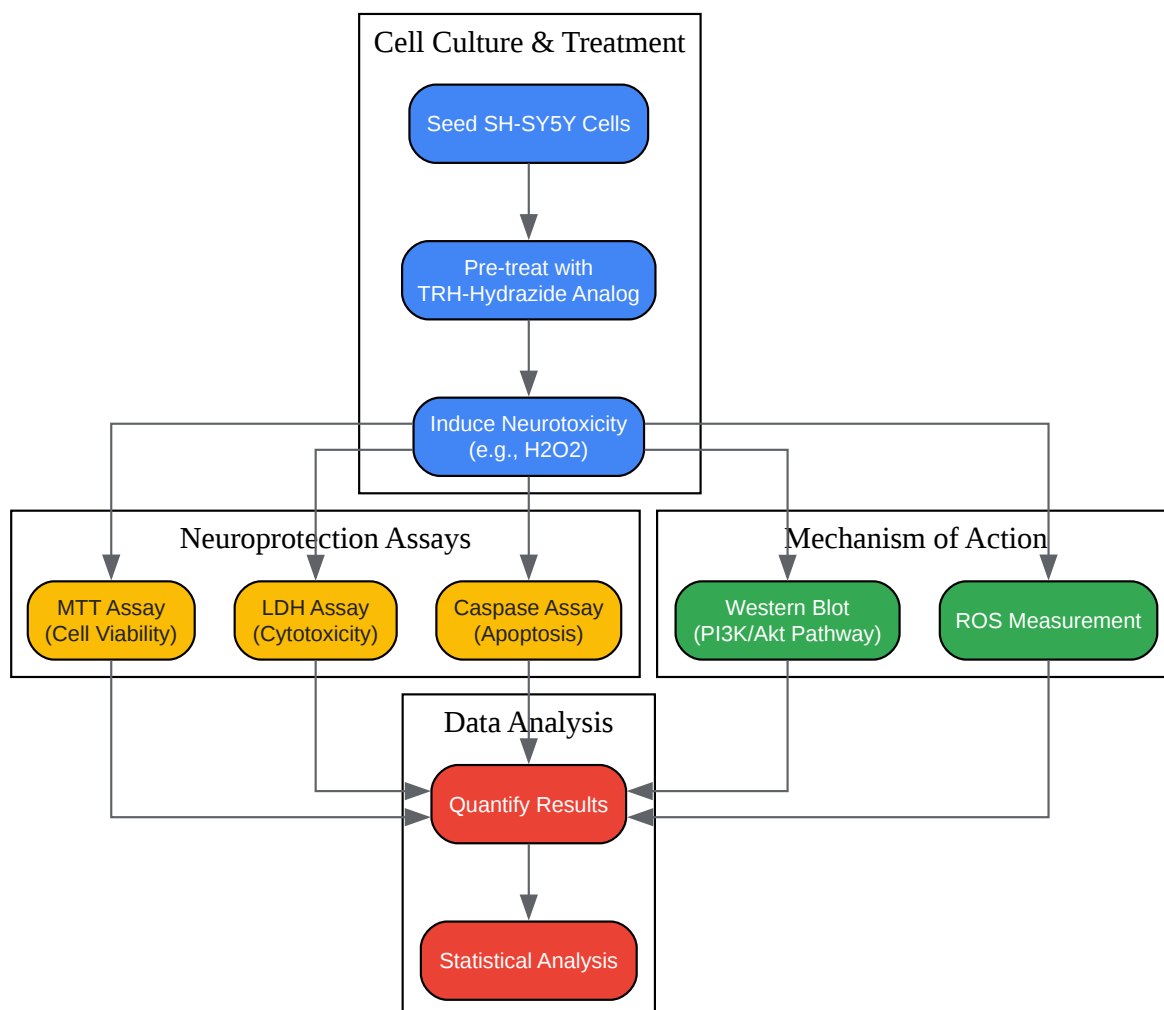 Cell Culture & Treatment
Seed SH-SY5Y Cells
Pre-treat with
TRH-Hydrazide Analog
Induce Neurotoxicity
(e.g., H2O2)
Neuroprotection Assays
MTT Assay
(Cell Viability)
LDH Assay
(Cytotoxicity)
Caspase Assay
(Apoptosis)
Mechanism of Action
Western Blot
(PI3K/Akt Pathway)
ROS Measurement
Data Analysis
Quantify Results
Statistical Analysis